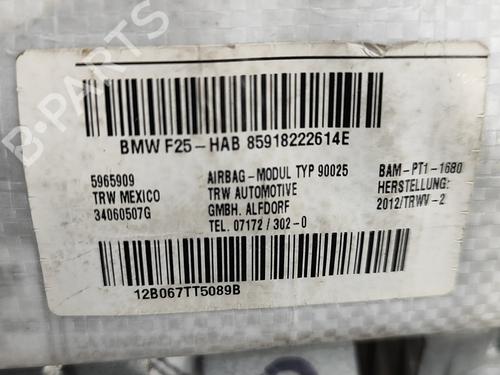 BMW F25-HAB 85918222614E
5965909
TRW MEXICO
34060507G
AIRBAG-MODUL TYP 90025
TRW AUTOMOTIVE
GMBH. ALFDORF
TEL. 07172/302-0
BAM-PT1-1680
HERSTELLUNG:
2012/TRWV-2
12B067TT5089B
B-PARTS